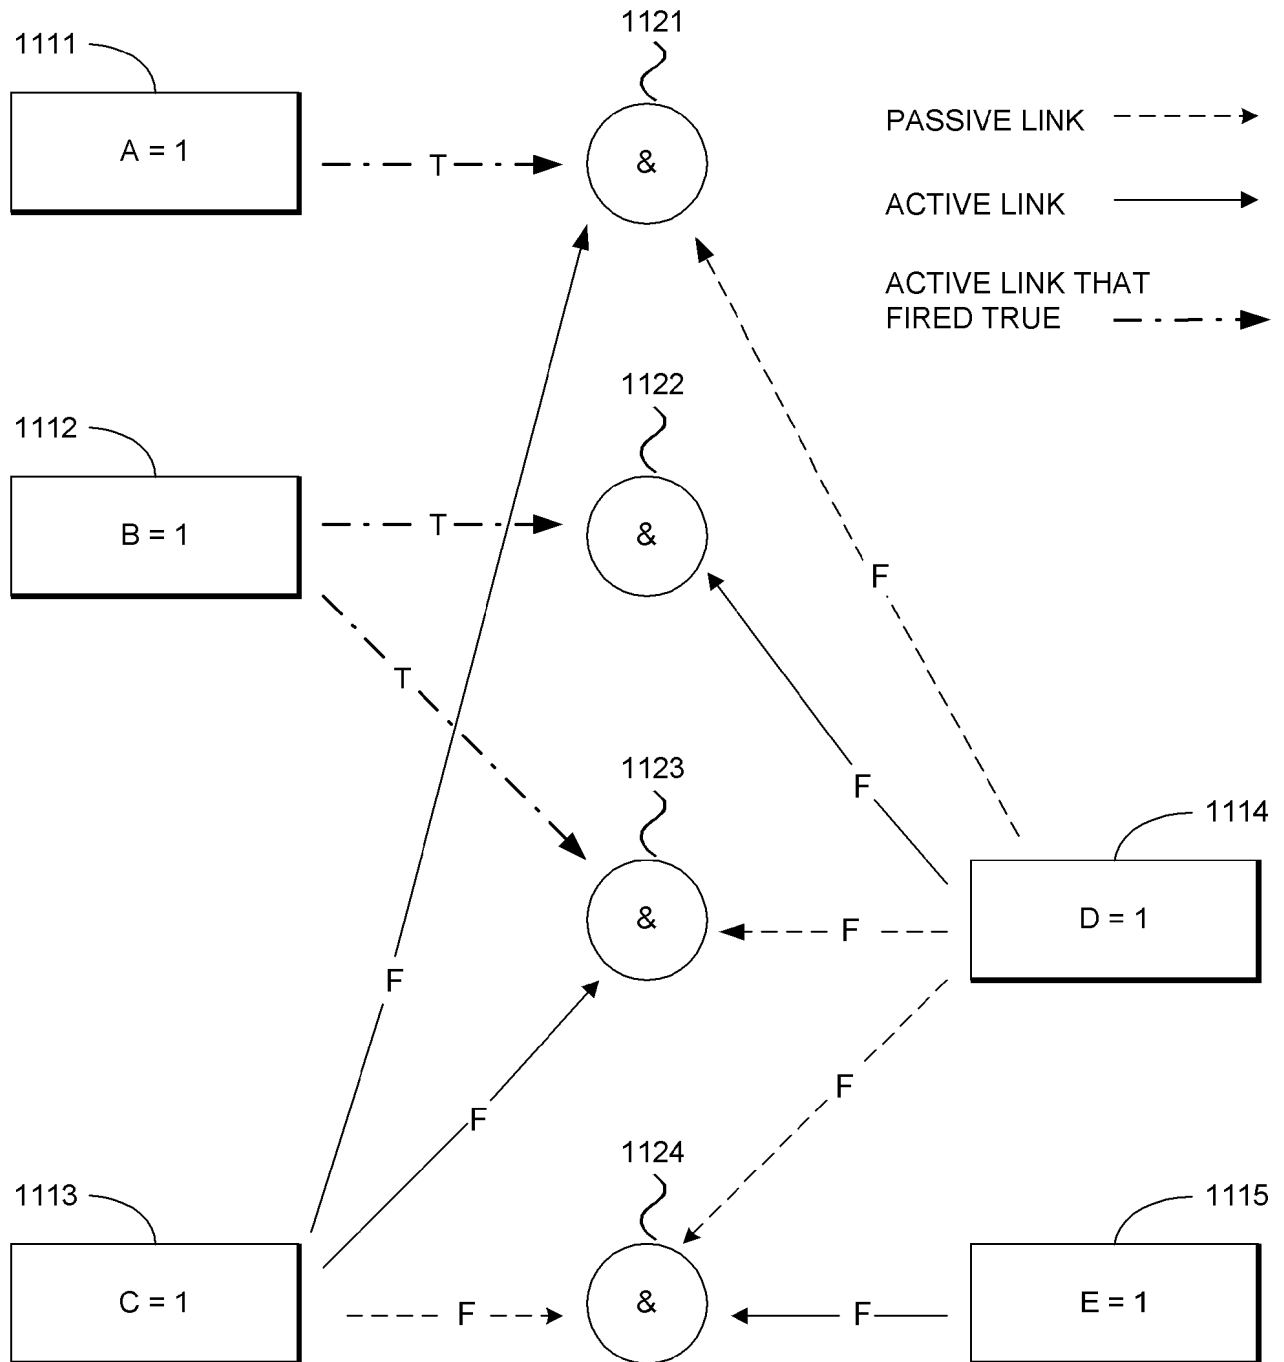 1121
1111
A = 1
T
&
PASSIVE LINK
ACTIVE LINK
ACTIVE LINK THAT
FIRED TRUE
1122
1112
B = 1
T
&
F
T
1123
F
1114
&
F
D = 1
F
F
F
1124
1113
1115
C = 1
F
&
F
E = 1